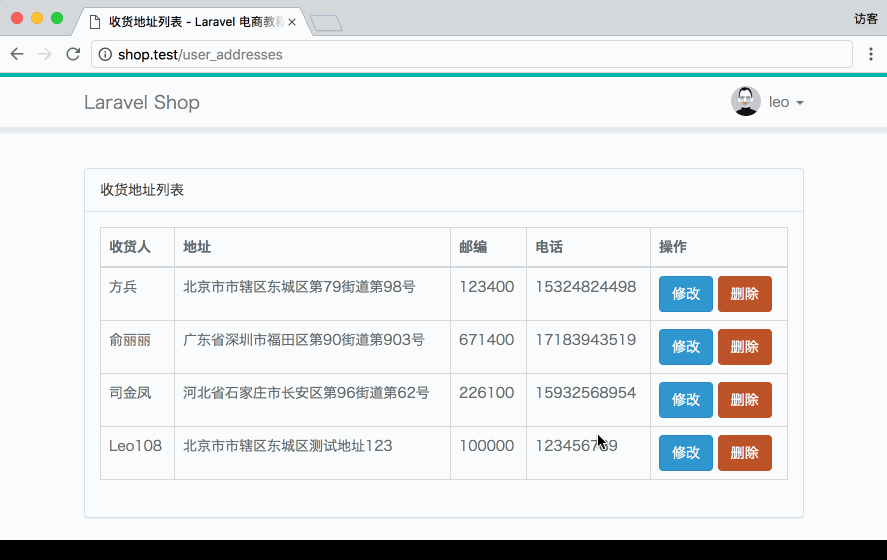 收货地址列表 - Laravel 电商教程
访客
shop.test/user_addresses
Laravel Shop
leo
收货地址列表
收货人 地址 邮编 电话 操作
方兵 北京市市辖区东城区第79街道第98号 123400 15324824498 修改 删除
俞丽丽 广东省深圳市福田区第90街道第903号 671400 17183943519 修改 删除
司金凤 河北省石家庄市长安区第96街道第62号 226100 15932568954 修改 删除
Leo108 北京市市辖区东城区测试地址123 100000 123456789 修改 删除